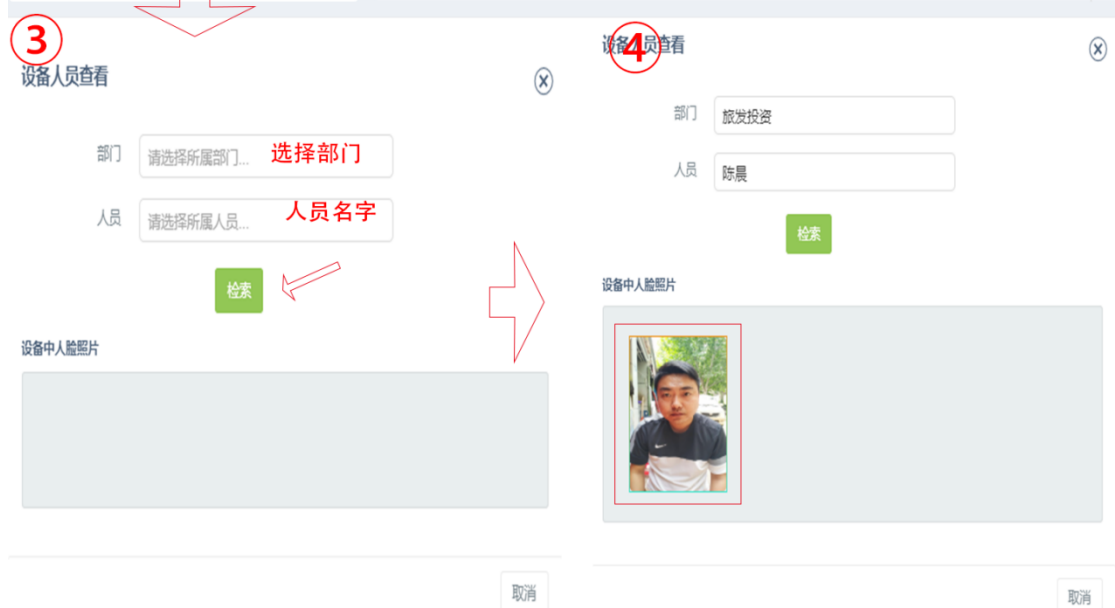 ③
设备人员查看
部门 请选择所属部门... 选择部门
人员 请选择所属人员... 人员名字
检索
设备中人脸照片
取消
④
设备人员查看
部门 旅发投资
人员 陈晨
检索
设备中人脸照片
取消